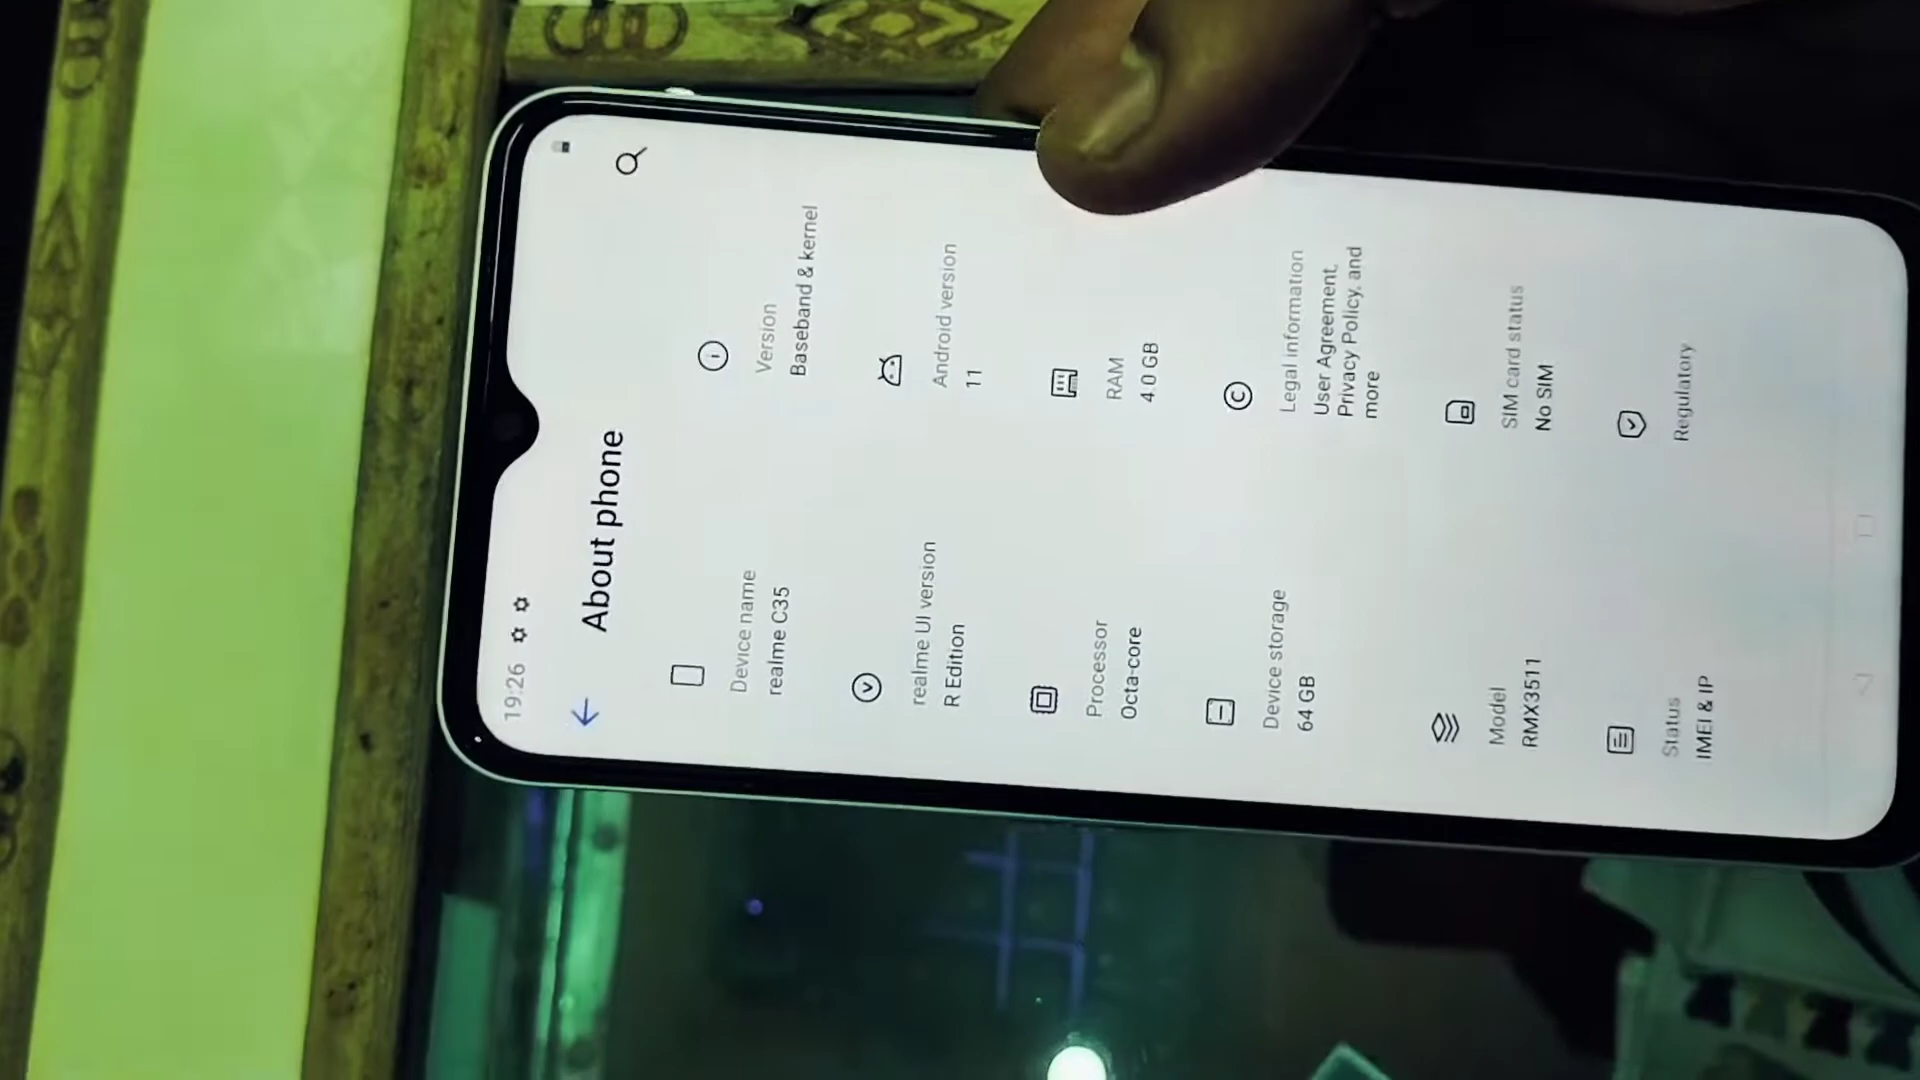 19:26
About phone
Device name
realme C35
Version
Baseband & kernel
realme UI version
R Edition
Android version
11
Processor
Octa-core
RAM
4.0 GB
Device storage
64 GB
Legal information
User Agreement,
Privacy Policy, and
more
Model
RMX3511
SIM card status
No SIM
Status
IMEI & IP
Regulatory